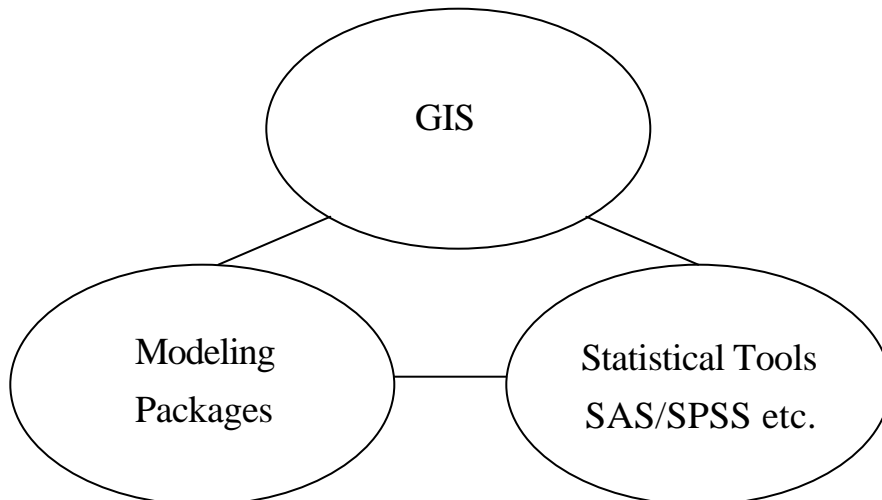 GIS
Modeling
Packages
Statistical Tools
SAS/SPSS etc.